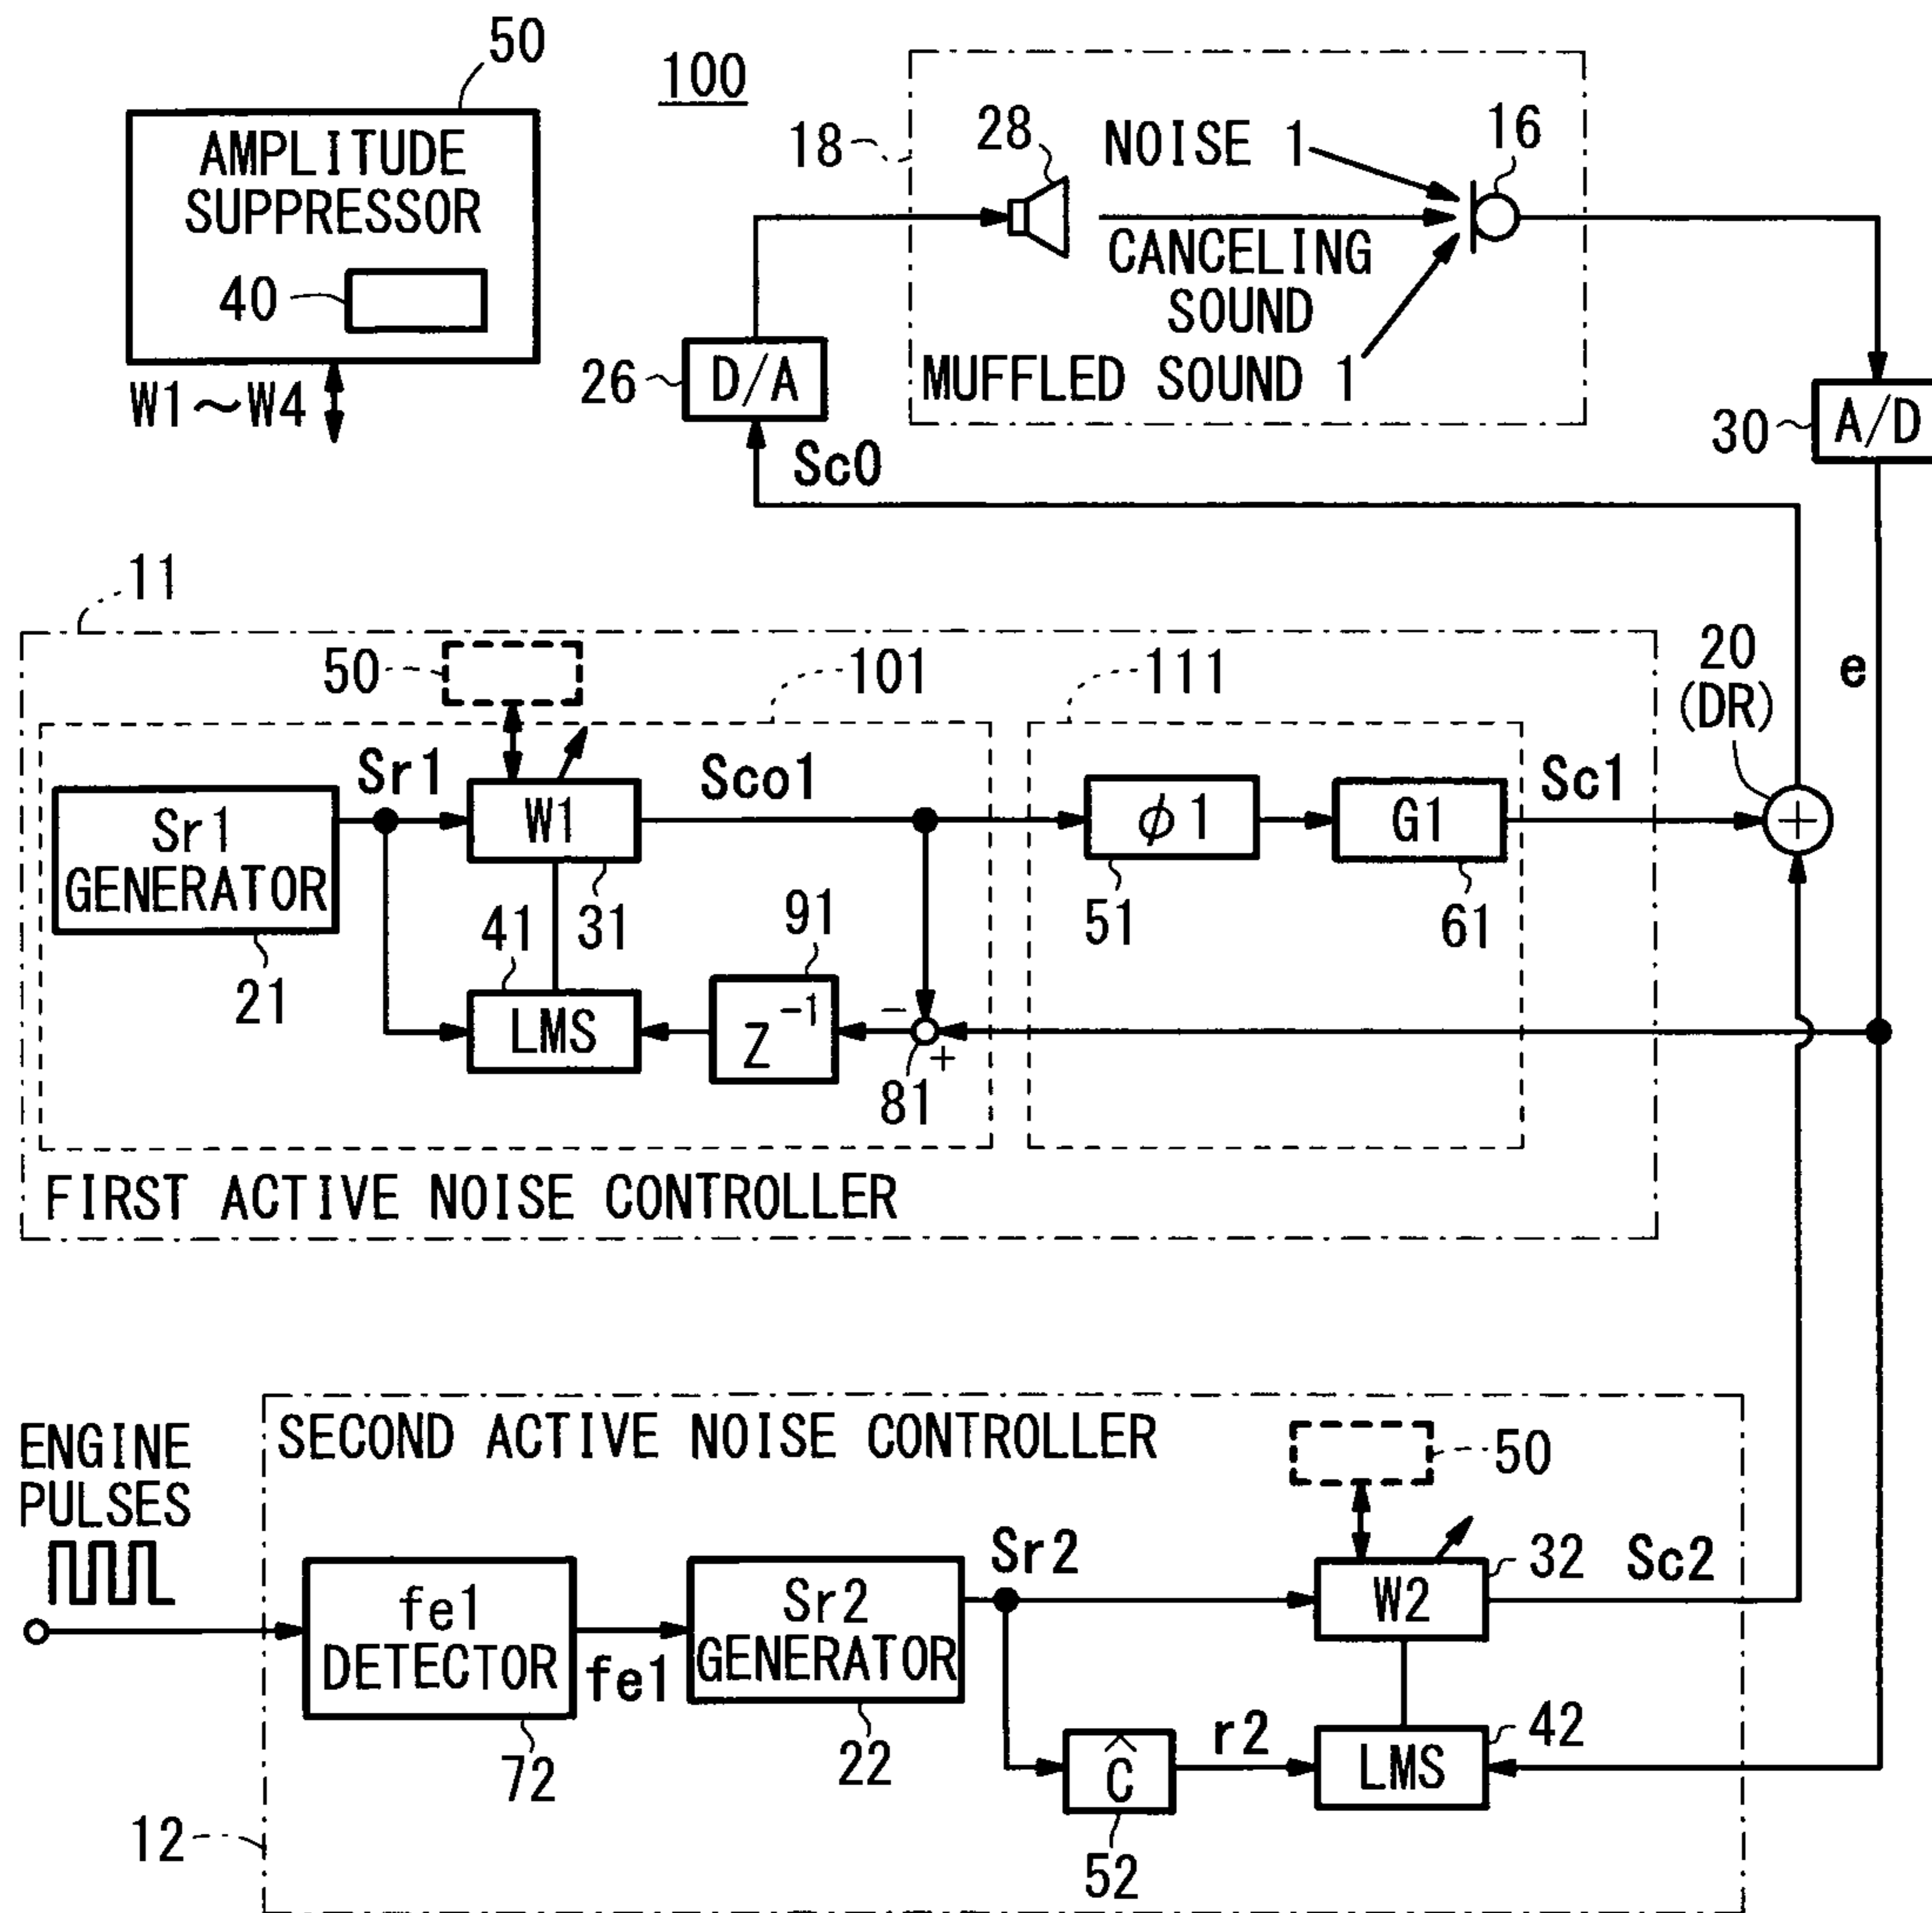 50
100
AMPLITUDE
SUPPRESSOR
40
W1～W4
18
28
NOISE 1
16
CANCELING
SOUND
MUFFLED SOUND 1
26
D/A
30
A/D
Sc0
11
50
101
111
20
(DR)
e
Sr1
GENERATOR
21
Sr1
W1
31
Sco1
φ1
51
G1
61
Sc1
41
LMS
91
Z⁻¹
-
+
81
+
FIRST ACTIVE NOISE CONTROLLER
ENGINE
PULSES
SECOND ACTIVE NOISE CONTROLLER
50
fe1
DETECTOR
72
fe1
Sr2
GENERATOR
22
Sr2
W2
32
Sc2
Ĉ
52
r2
LMS
42
12